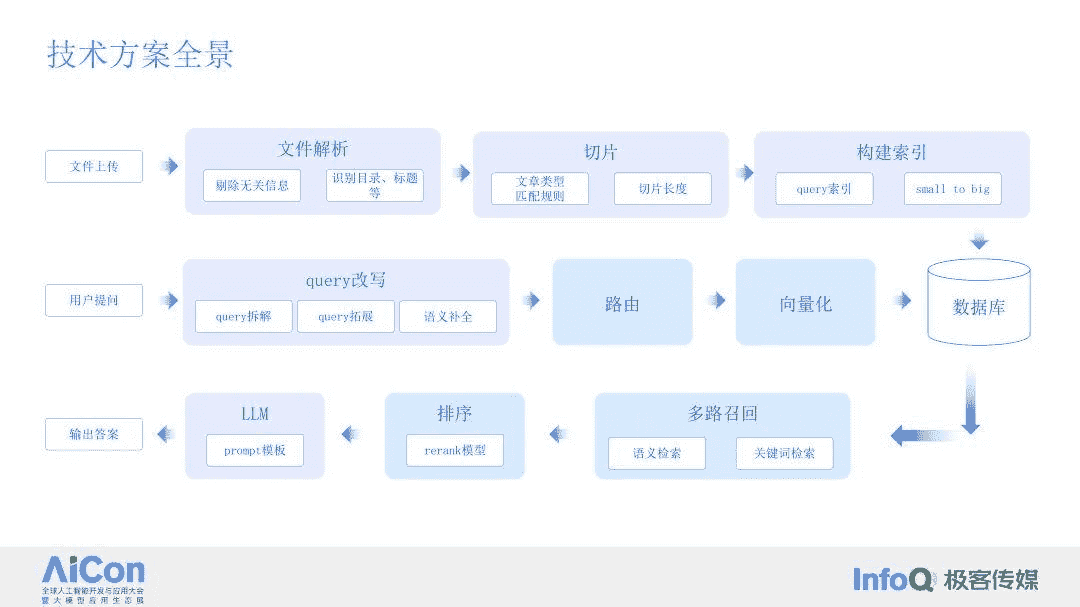 技术方案全景
文件上传
文件解析
剔除无关信息
识别目录、标题
等
切片
文章类型
匹配规则
切片长度
构建索引
query索引
small to big
用户提问
query改写
query拆解
query拓展
语义补全
路由
向量化
数据库
输出答案
LLM
prompt模板
排序
rerank模型
多路召回
语义检索
关键词检索
AiCon
全球人工智能开发与应用大会
暨大模型应用生态展
InfoQ 极客传媒